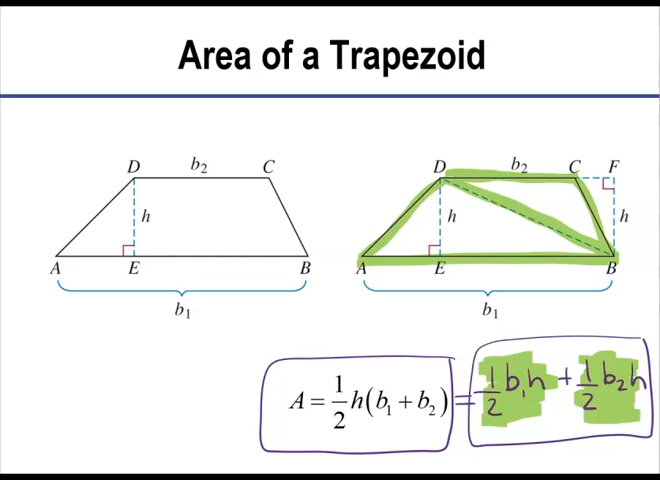 Area of a Trapezoid
D b₂ C
h
A E B
b₁
D b₂ C F
h h
A E B
b₁
A = 1/2 h(b₁ + b₂) = 1/2 b₁h + 1/2 b₂h